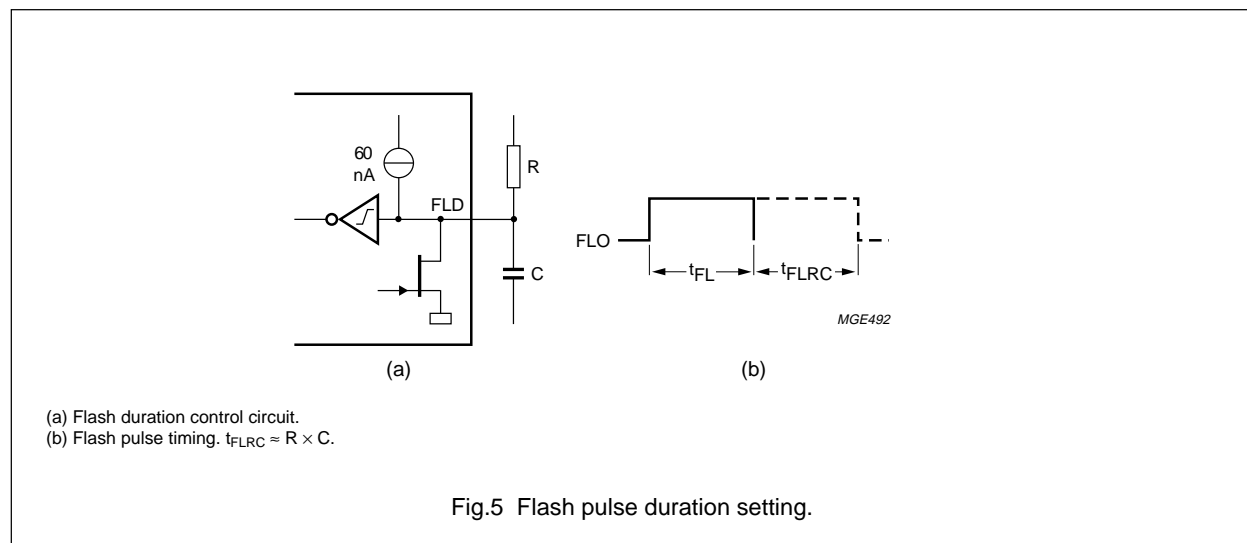 60
nA
FLD
R
C
(a)
FLO
tFL
tFLRC
MGE492
(b)
(a) Flash duration control circuit.
(b) Flash pulse timing. tFLRC ≈ R × C.
Fig.5 Flash pulse duration setting.